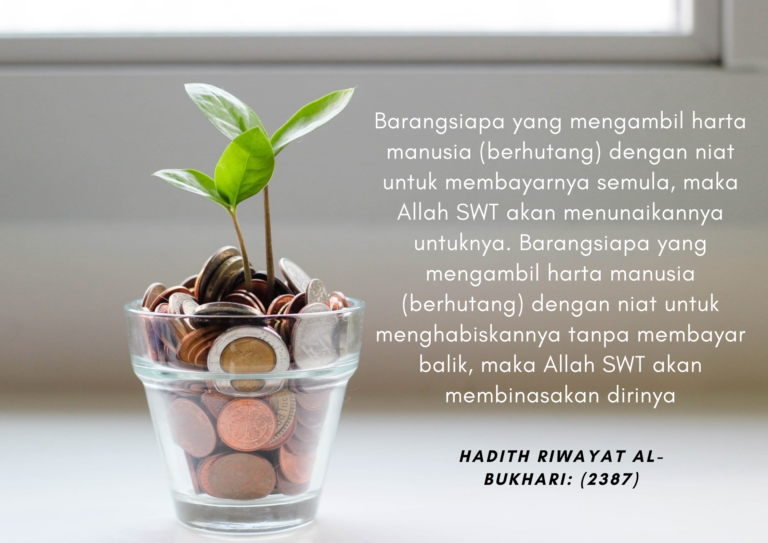 Barangsiapa yang mengambil harta
manusia (berhutang) dengan niat
untuk membayarnya semula, maka
Allah SWT akan menunaikannya
untuknya. Barangsiapa yang
mengambil harta manusia
(berhutang) dengan niat untuk
menghabiskannya tanpa membayar
balik, maka Allah SWT akan
membinasakan dirinya
HADITH RIWAYAT AL-
BUKHARI: (2387)